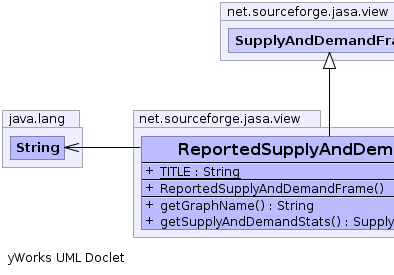 net.sourceforge.jasa.view
SupplyAndDemandFra
java.lang
String
net.sourceforge.jasa.view
ReportedSupplyAndDem
+ TITLE : String
+ ReportedSupplyAndDemandFrame()
+ getGraphName() : String
+ getSupplyAndDemandStats() : Supply
yWorks UML Doclet